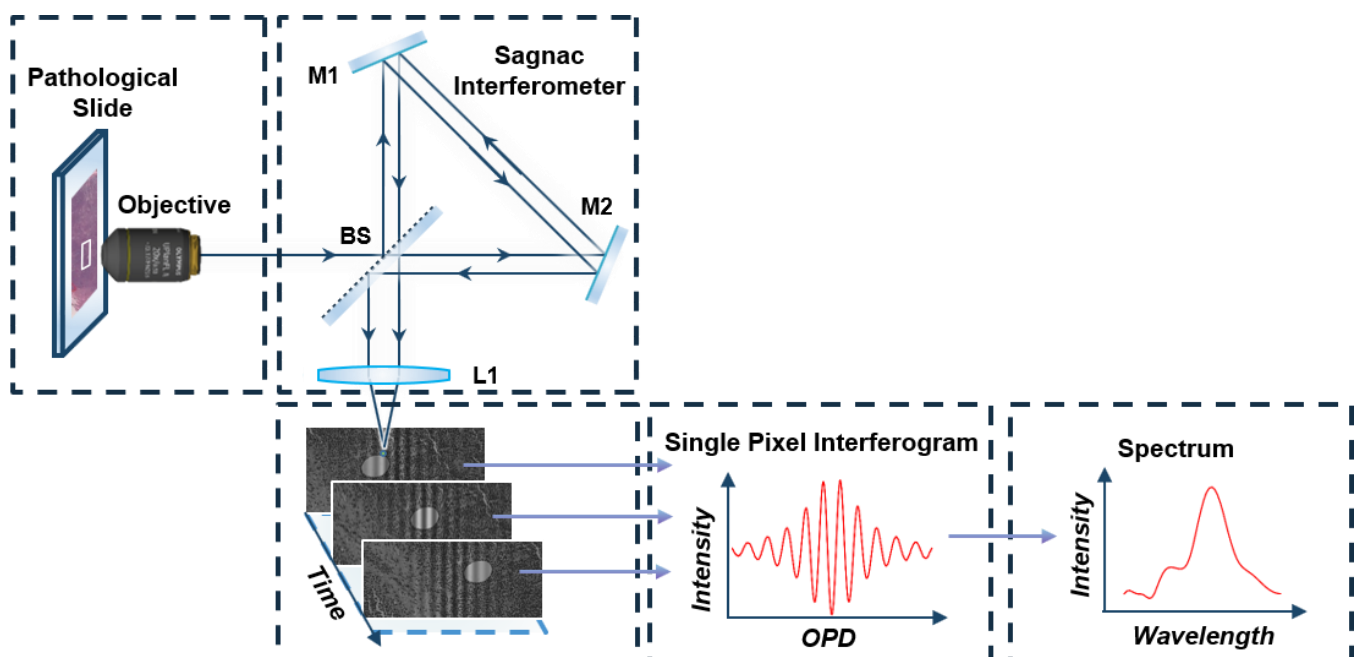 Pathological
Slide
Objective
M1
Sagnac
Interferometer
M2
BS
L1
Time
Single Pixel Interferogram
Intensity
OPD
Spectrum
Intensity
Wavelength